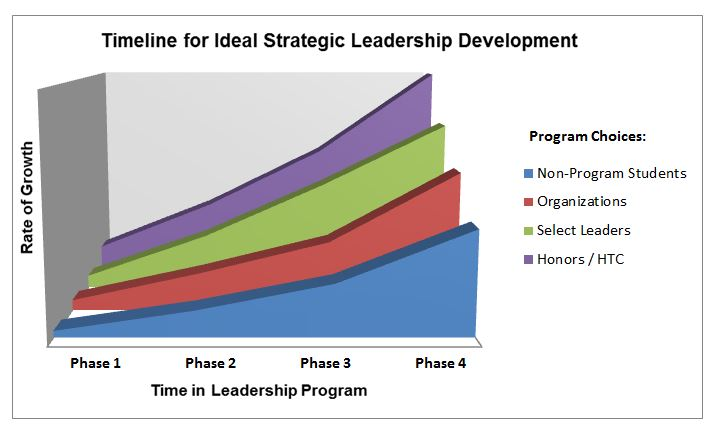 Timeline for Ideal Strategic Leadership Development
Rate of Growth
Program Choices:
Non-Program Students
Organizations
Select Leaders
Honors / HTC
Phase 1
Phase 2
Phase 3
Phase 4
Time in Leadership Program